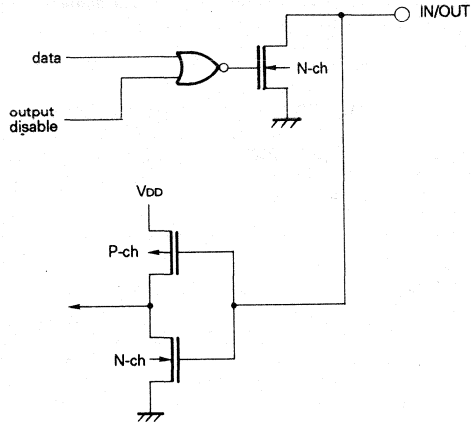 IN/OUT
data
N-ch
output
disable
VDD
P-ch
N-ch